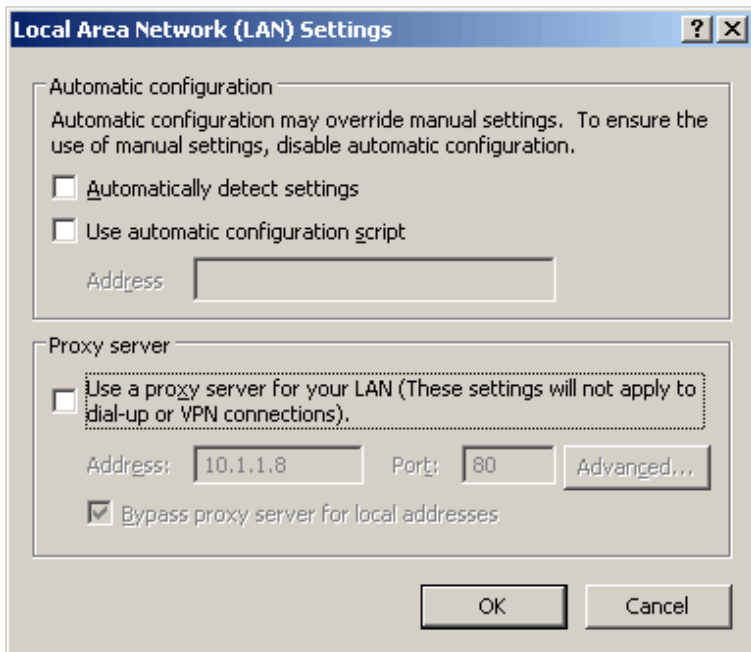 Local Area Network (LAN) Settings
Automatic configuration
Automatic configuration may override manual settings. To ensure the
use of manual settings, disable automatic configuration.
Automatically detect settings
Use automatic configuration script
Address
Proxy server
Use a proxy server for your LAN (These settings will not apply to
dial-up or VPN connections).
Address: 10.1.1.8 Port: 80 Advanced...
Bypass proxy server for local addresses
OK Cancel